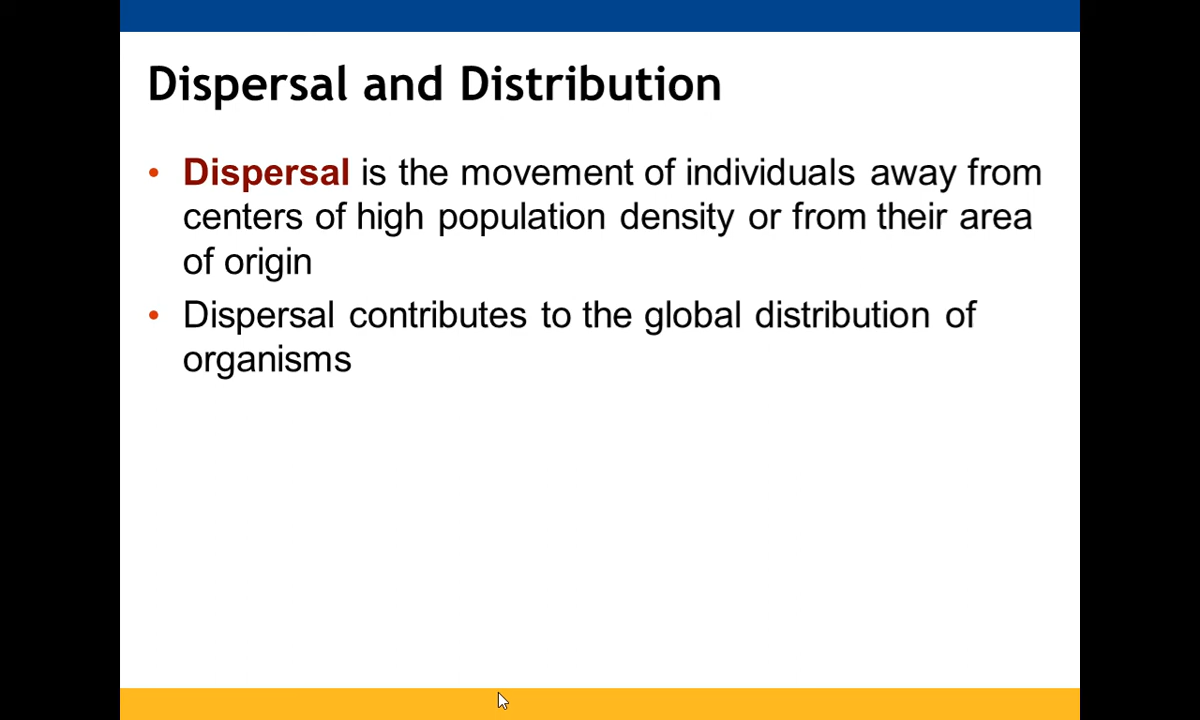 Dispersal and Distribution
• Dispersal is the movement of individuals away from
centers of high population density or from their area
of origin
• Dispersal contributes to the global distribution of
organisms